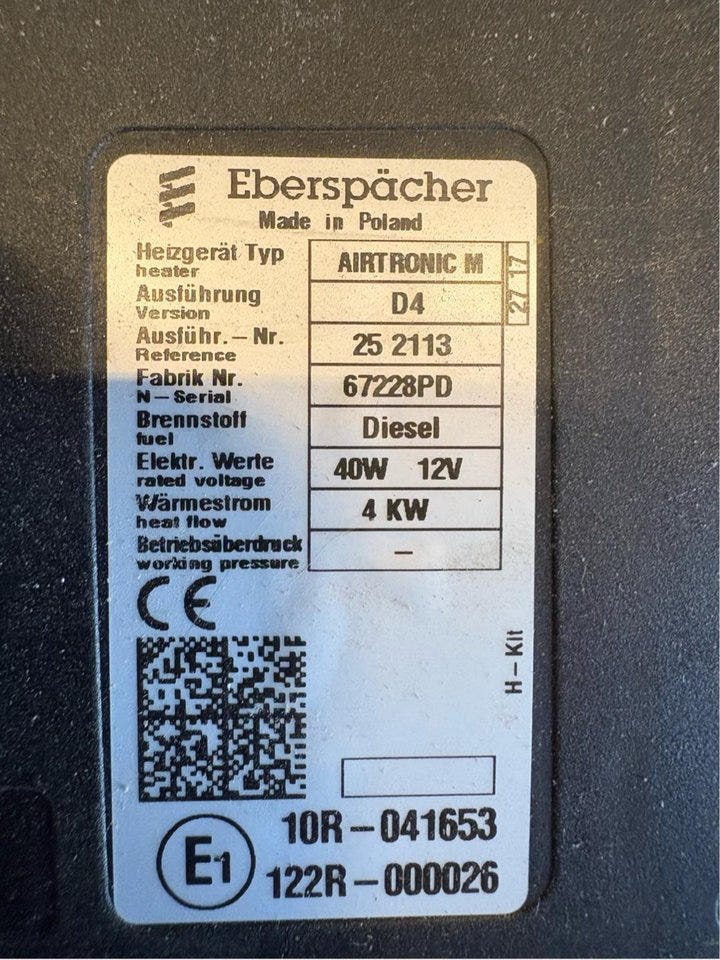 Eberspächer
Made in Poland
Heizgerät Typ
heater
AIRTRONIC M
27 17
Ausführung
Version
D4
Ausführ. – Nr.
Reference
25 2113
Fabrik Nr.
N – Serial
67228PD
Brennstoff
fuel
Diesel
Elektr. Werte
rated voltage
40W 12V
Wärmestrom
heat flow
4 KW
Betriebsüberdruck
working pressure
–
CE
H – Kit
E1
10R – 041653
122R – 000026